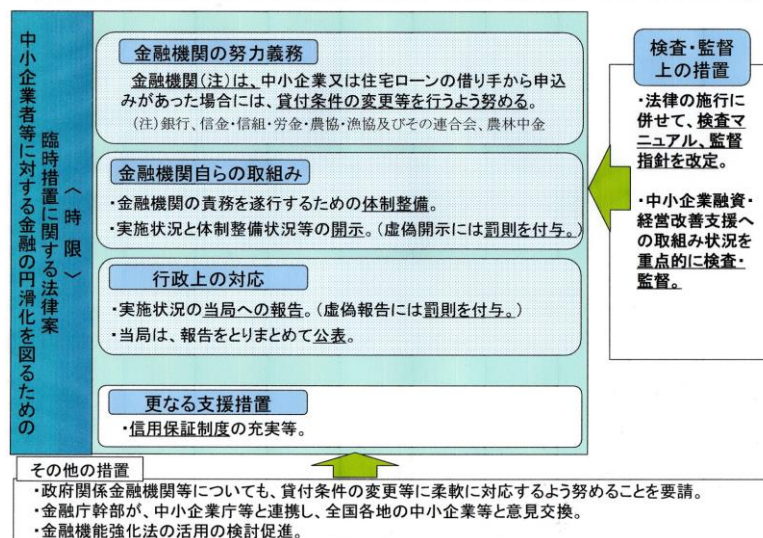 中小企業者等に対する金融の円滑化を図るための
臨時措置に関する法律案
〈時限〉
金融機関の努力義務
金融機関(注)は、中小企業又は住宅ローンの借り手から申込
みがあった場合には、貸付条件の変更等を行うよう努める。
(注)銀行、信金・信組・労金・農協・漁協及びその連合会、農林中金
金融機関自らの取組み
・金融機関の責務を遂行するための体制整備。
・実施状況と体制整備状況等の開示。(虚偽開示には罰則を付与。)
行政上の対応
・実施状況の当局への報告。(虚偽報告には罰則を付与。)
・当局は、報告をとりまとめて公表。
更なる支援措置
・信用保証制度の充実等。
検査・監督
上の措置
・法律の施行に
併せて、検査マ
ニュアル、監督
指針を改定。
・中小企業融資・
経営改善支援へ
の取組み状況を
重点的に検査・
監督。
その他の措置
・政府関係金融機関等についても、貸付条件の変更等に柔軟に対応するよう努めることを要請。
・金融庁幹部が、中小企業庁等と連携し、全国各地の中小企業等と意見交換。
・金融機能強化法の活用の検討促進。